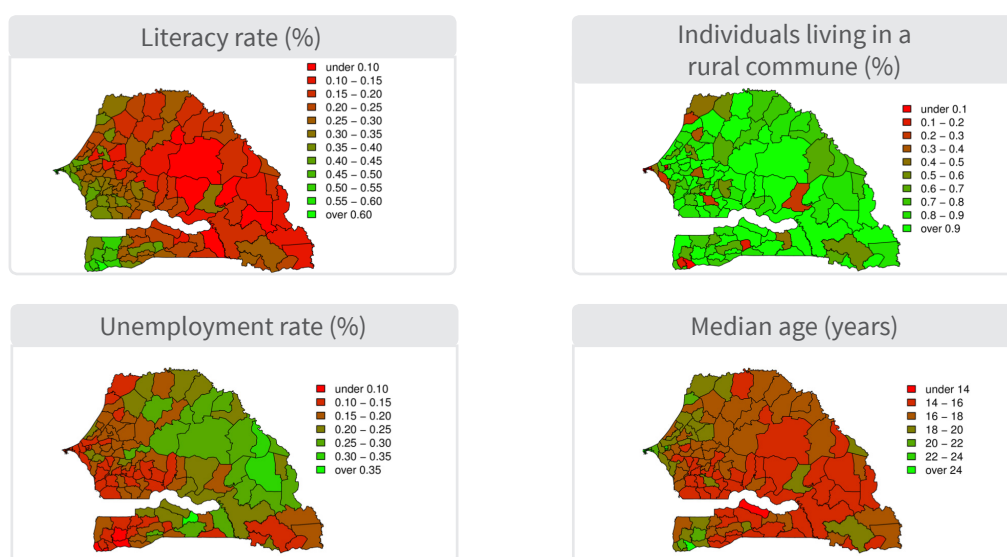 Literacy rate (%)
under 0.10
0.10 – 0.15
0.15 – 0.20
0.20 – 0.25
0.25 – 0.30
0.30 – 0.35
0.35 – 0.40
0.40 – 0.45
0.45 – 0.50
0.50 – 0.55
0.55 – 0.60
over 0.60
Individuals living in a
rural commune (%)
under 0.1
0.1 – 0.2
0.2 – 0.3
0.3 – 0.4
0.4 – 0.5
0.5 – 0.6
0.6 – 0.7
0.7 – 0.8
0.8 – 0.9
over 0.9
Unemployment rate (%)
under 0.10
0.10 – 0.15
0.15 – 0.20
0.20 – 0.25
0.25 – 0.30
0.30 – 0.35
over 0.35
Median age (years)
under 14
14 – 16
16 – 18
18 – 20
20 – 22
22 – 24
over 24